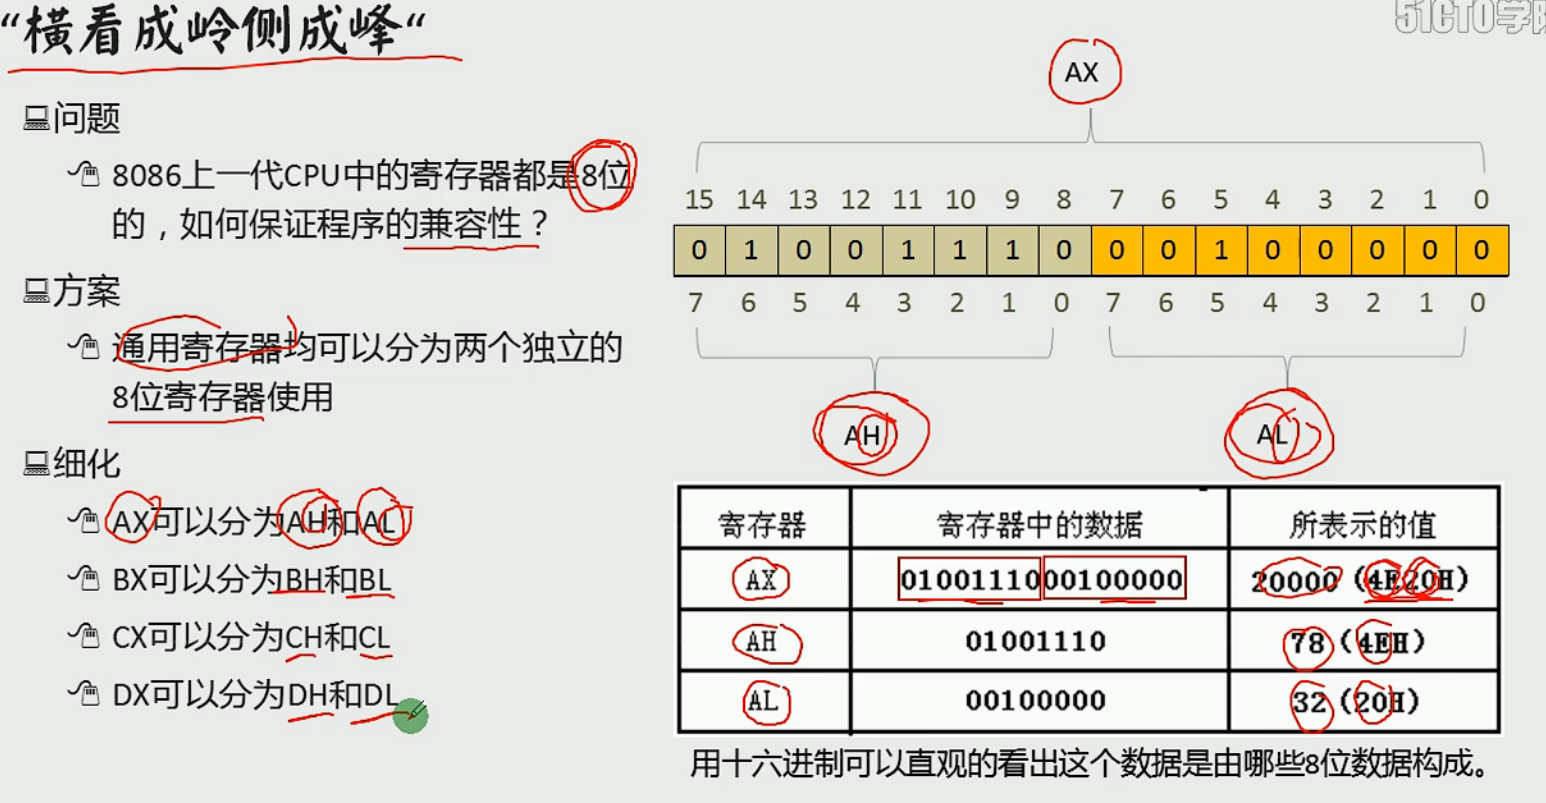 “横看成岭侧成峰“
51CTO学院
问题
8086上一代CPU中的寄存器都是8位
的，如何保证程序的兼容性？
方案
通用寄存器均可以分为两个独立的
8位寄存器使用
细化
AX可以分为AH和AL
BX可以分为BH和BL
CX可以分为CH和CL
DX可以分为DH和DL
AX
15 14 13 12 11 10 9 8 7 6 5 4 3 2 1 0
0 1 0 0 1 1 1 0 0 0 1 0 0 0 0 0
7 6 5 4 3 2 1 0 7 6 5 4 3 2 1 0
AH AL
寄存器 寄存器中的数据 所表示的值
AX 0100111000100000 20000（4E20H）
AH 01001110 78（4EH）
AL 00100000 32（20H）
用十六进制可以直观的看出这个数据是由哪些8位数据构成。